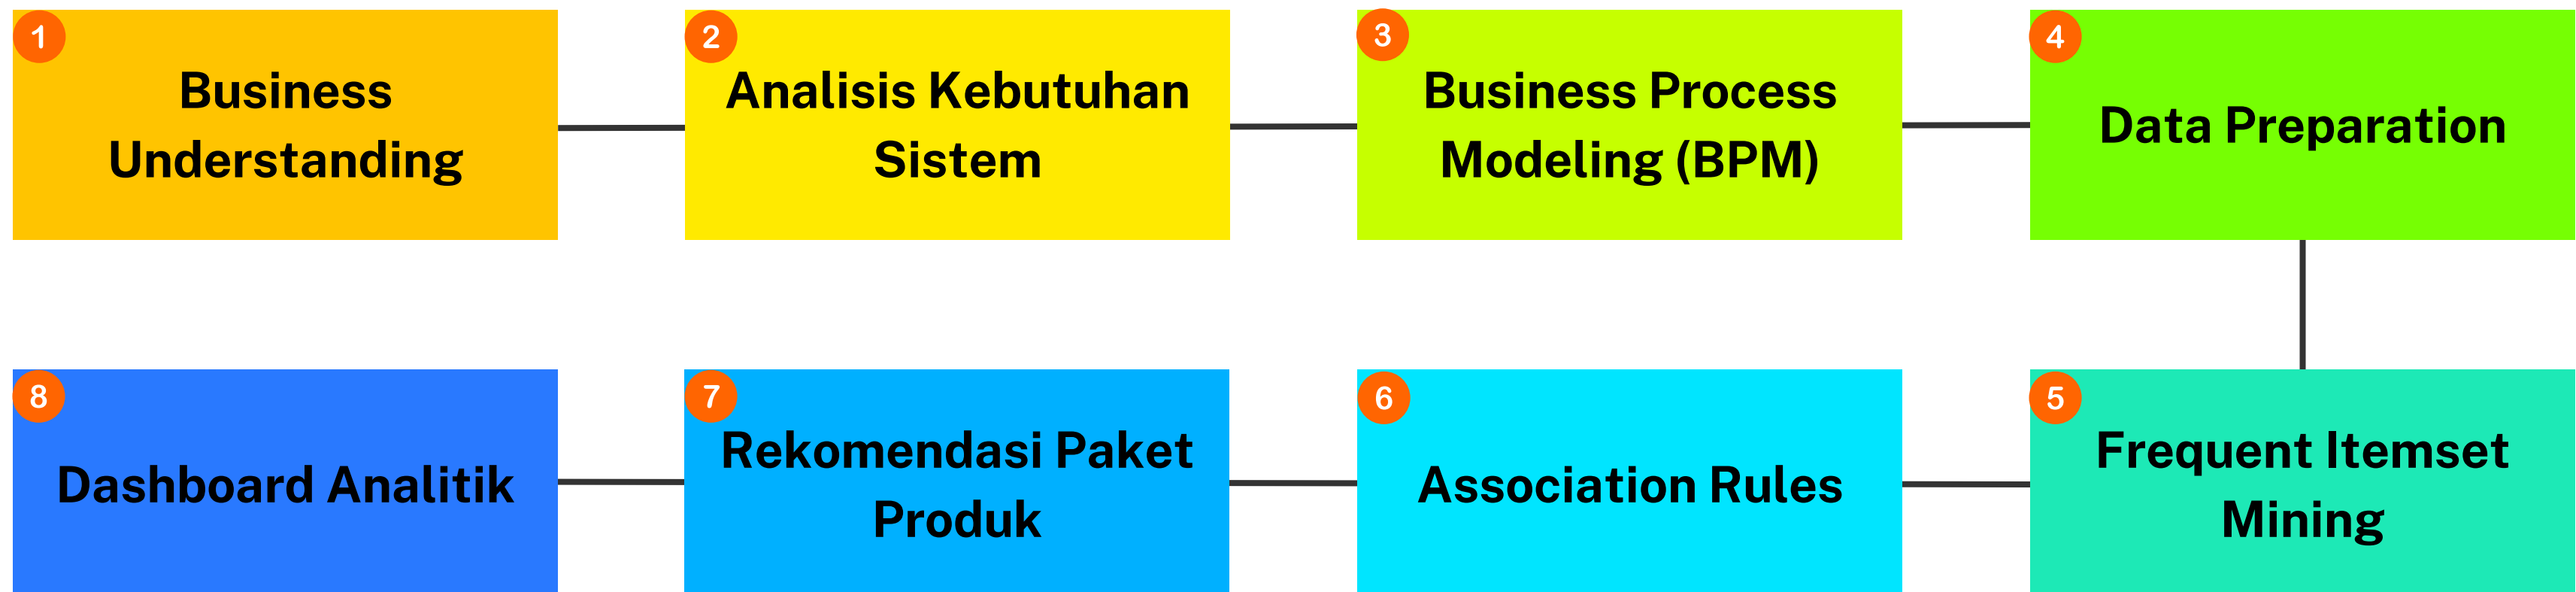 1
Business
Understanding
2
Analisis Kebutuhan
Sistem
3
Business Process
Modeling (BPM)
4
Data Preparation
5
Frequent Itemset
Mining
6
Association Rules
7
Rekomendasi Paket
Produk
8
Dashboard Analitik